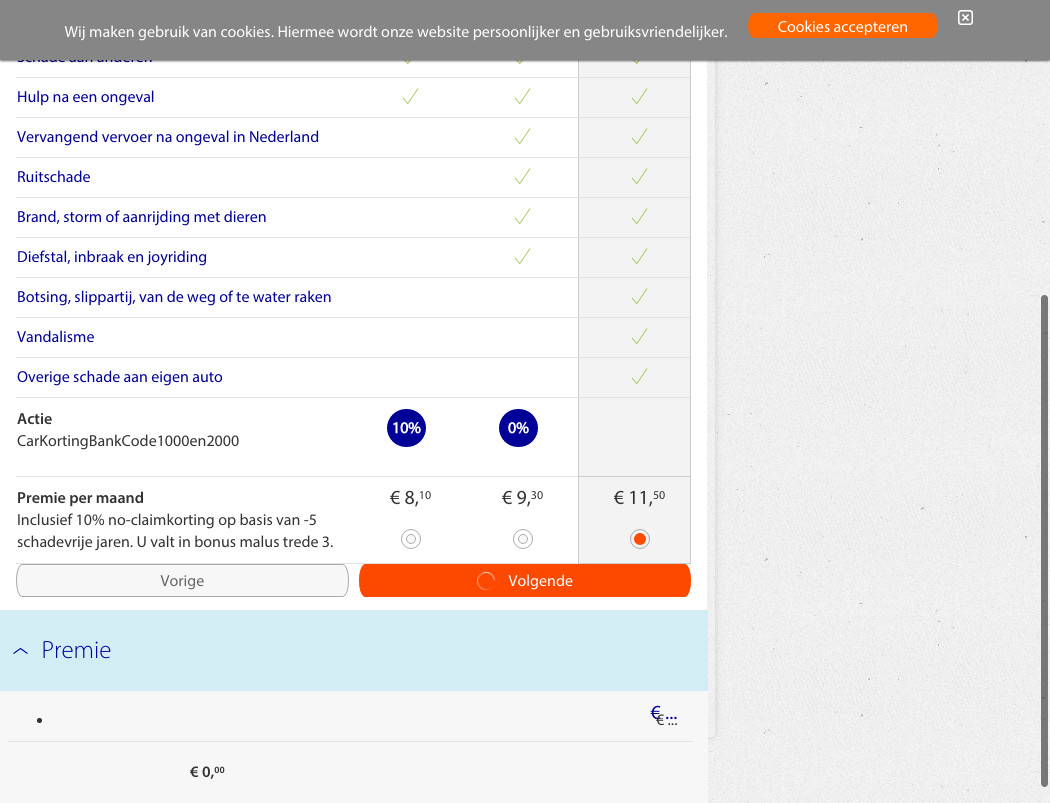 Wij maken gebruik van cookies. Hiermee wordt onze website persoonlijker en gebruiksvriendelijker.
Cookies accepteren
Schade aan anderen
Hulp na een ongeval
Vervangend vervoer na ongeval in Nederland
Ruitschade
Brand, storm of aanrijding met dieren
Diefstal, inbraak en joyriding
Botsing, slippartij, van de weg of te water raken
Vandalisme
Overige schade aan eigen auto
Actie
CarKortingBankCode1000en2000
10%
0%
Premie per maand
Inclusief 10% no-claimkorting op basis van -5
schadevrije jaren. U valt in bonus malus trede 3.
€ 8,10
€ 9,30
€ 11,50
Vorige
Volgende
Premie
€ ...
€ ...
€ 0,00